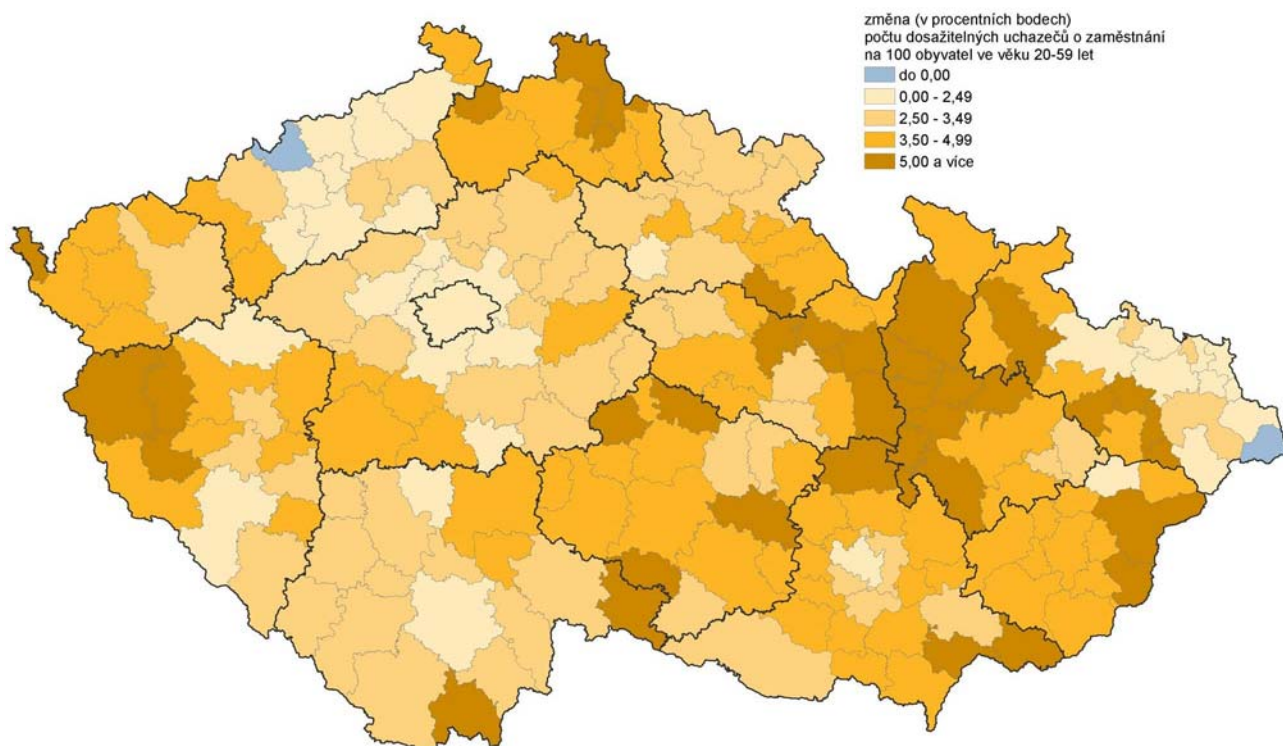 změna (v procentních bodech)
počtu dosažitelných uchazečů o zaměstnání
na 100 obyvatel ve věku 20-59 let
do 0,00
0,00 - 2,49
2,50 - 3,49
3,50 - 4,99
5,00 a více